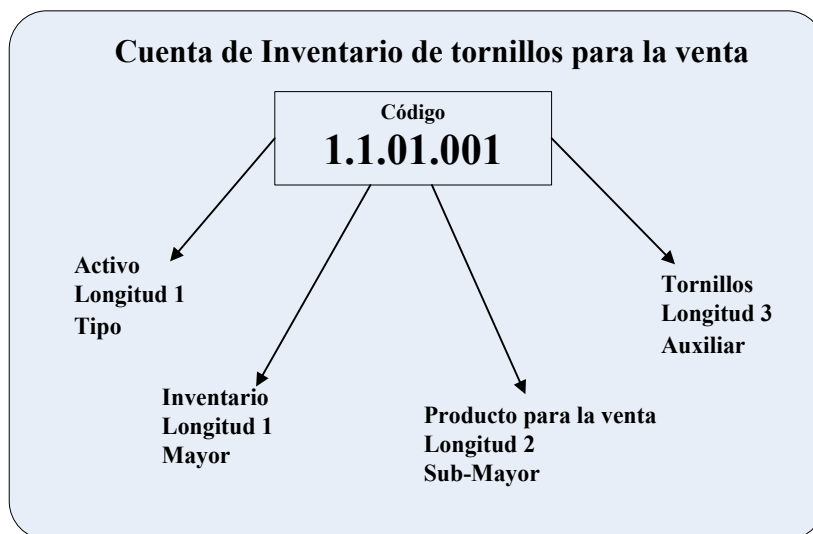 Cuenta de Inventario de tornillos para la venta
Código
1.1.01.001
Activo
Longitud 1
Tipo
Inventario
Longitud 1
Mayor
Producto para la venta
Longitud 2
Sub-Mayor
Tornillos
Longitud 3
Auxiliar